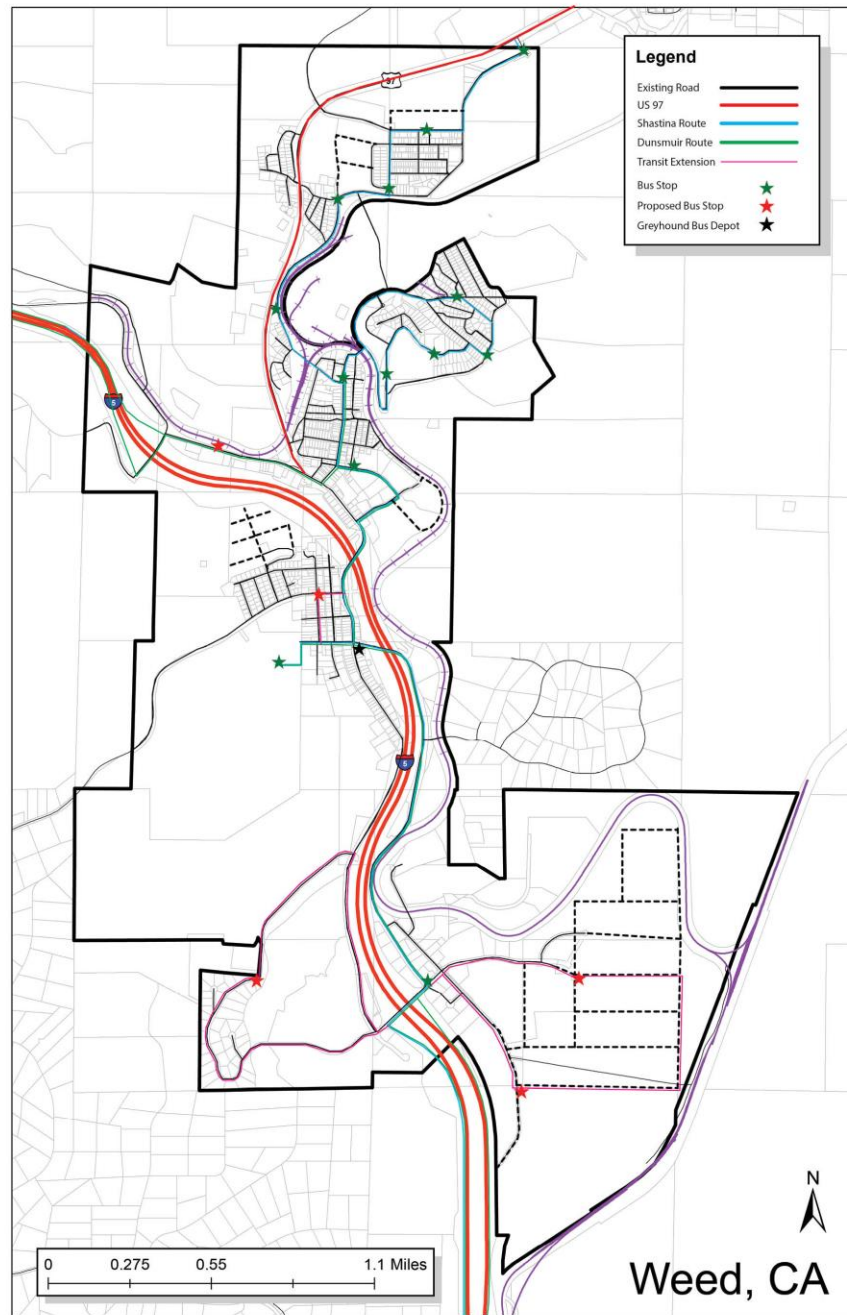 Legend
Existing Road
US 97
Shastina Route
Dunsmuir Route
Transit Extension
Bus Stop
Proposed Bus Stop
Greyhound Bus Depot
97
5
5
N
0 0.275 0.55 1.1 Miles
Weed, CA